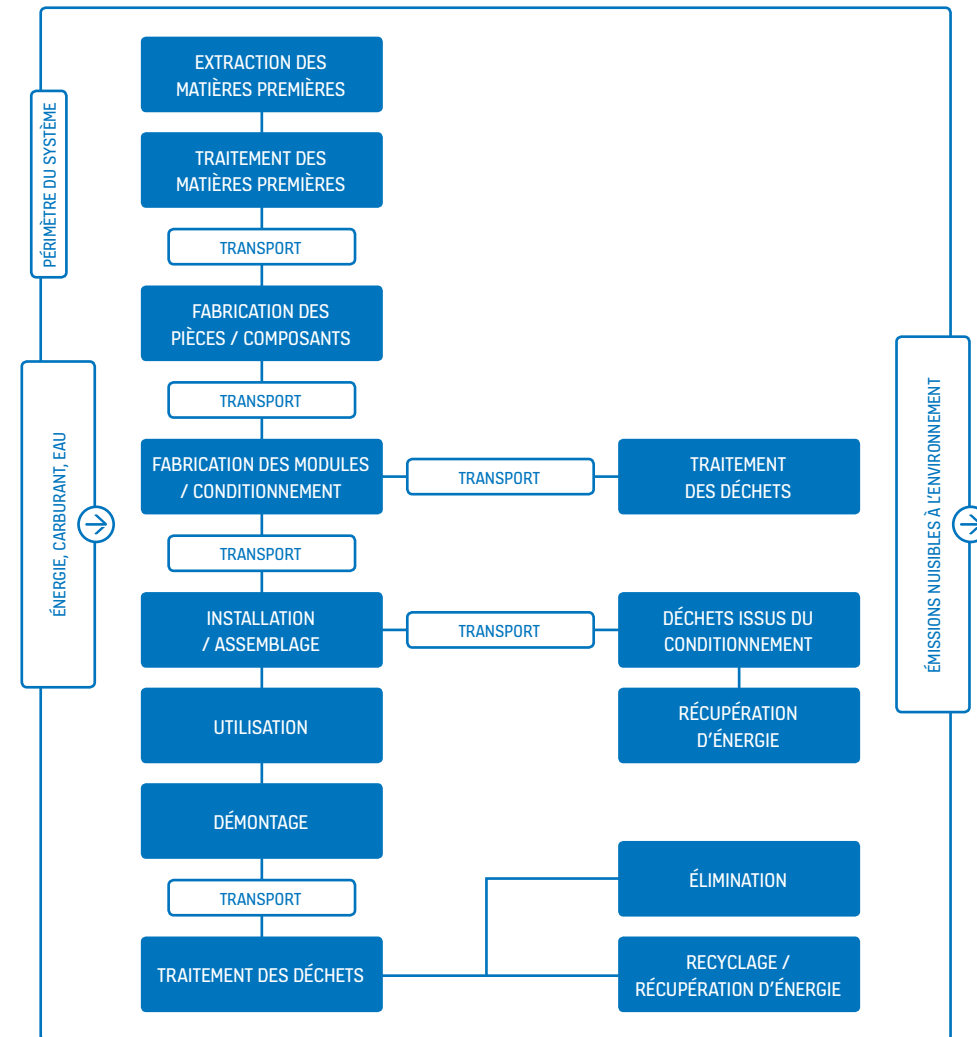 EXTRACTION DES
MATIÈRES PREMIÈRES
PÉRIMÈTRE DU SYSTÈME
TRAITEMENT DES
MATIÈRES PREMIÈRES
TRANSPORT
FABRICATION DES
PIÈCES / COMPOSANTS
TRANSPORT
ÉNERGIE, CARBURANT, EAU
FABRICATION DES MODULES
/ CONDITIONNEMENT
TRANSPORT
TRAITEMENT
DES DÉCHETS
ÉMISSIONS NUISIBLES À L'ENVIRONNEMENT
TRANSPORT
INSTALLATION
/ ASSEMBLAGE
TRANSPORT
DÉCHETS ISSUS DU
CONDITIONNEMENT
UTILISATION
RÉCUPÉRATION
D'ÉNERGIE
DÉMONTAGE
TRANSPORT
ÉLIMINATION
TRAITEMENT DES DÉCHETS
RECYCLAGE /
RÉCUPÉRATION D'ÉNERGIE